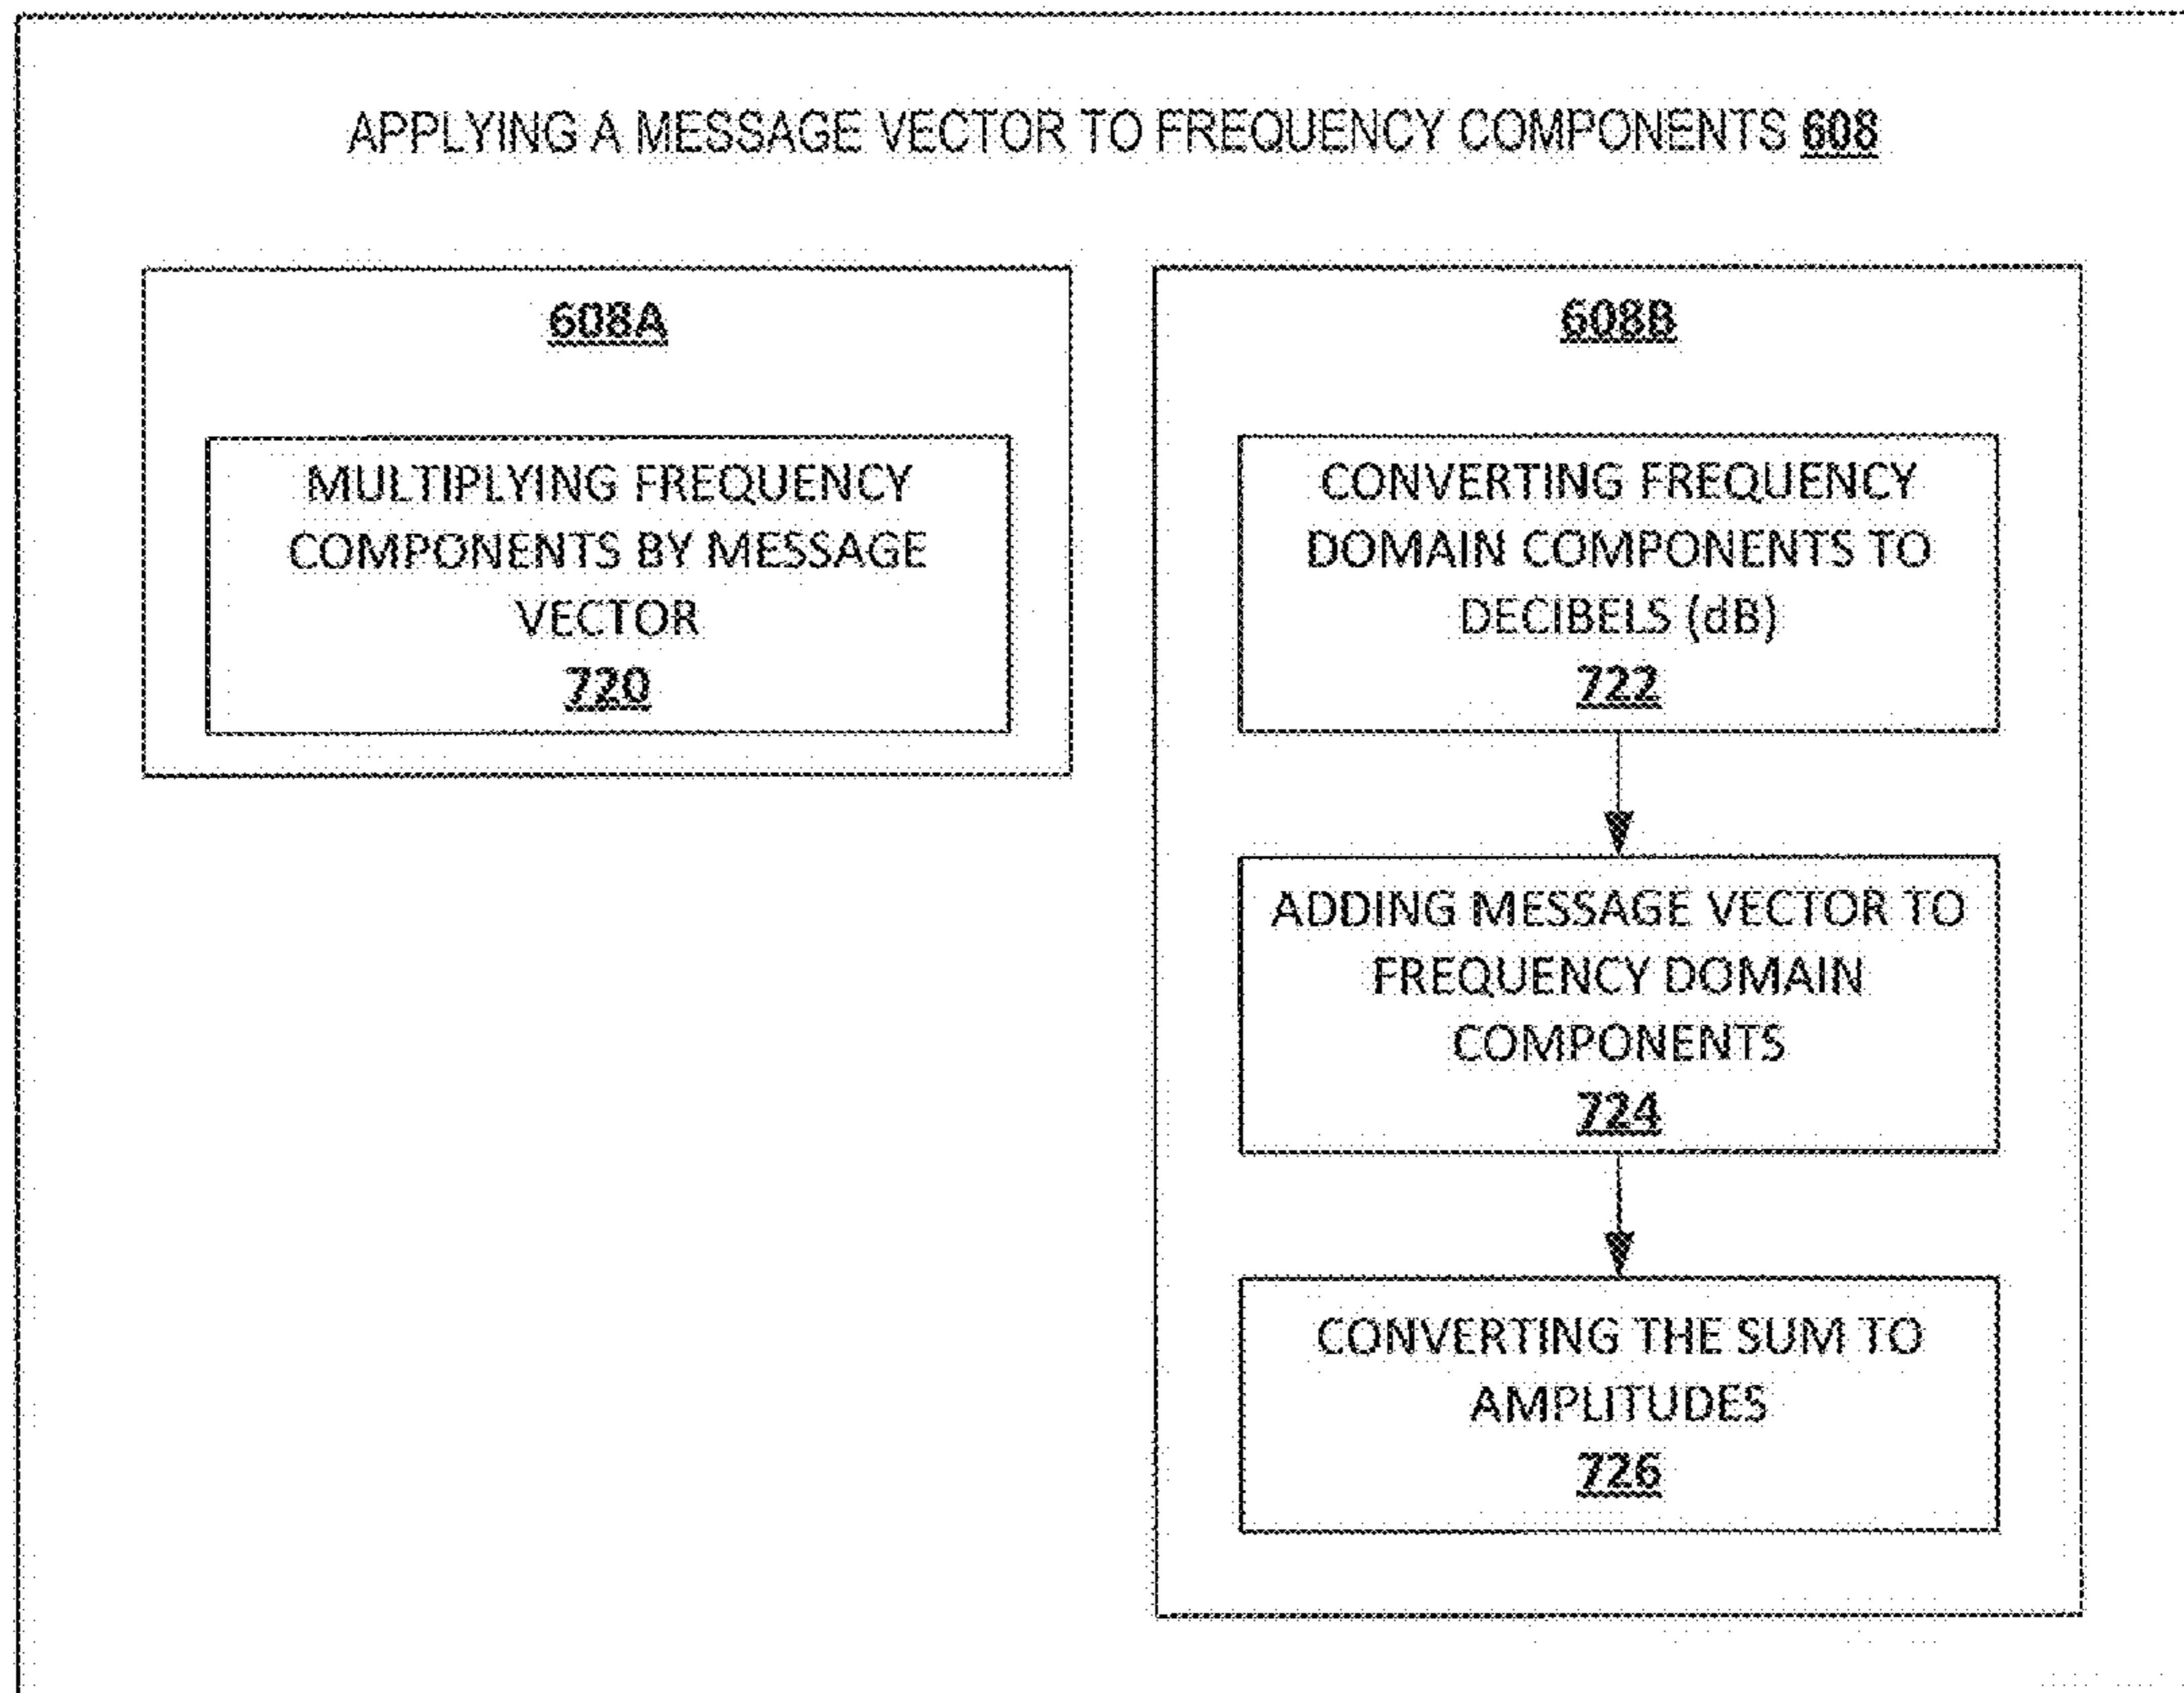 APPLYING A MESSAGE VECTOR TO FREQUENCY COMPONENTS 608
608A
MULTIPLYING FREQUENCY
COMPONENTS BY MESSAGE
VECTOR
720
608B
CONVERTING FREQUENCY
DOMAIN COMPONENTS TO
DECIBELS (dB)
722
ADDING MESSAGE VECTOR TO
FREQUENCY DOMAIN
COMPONENTS
724
CONVERTING THE SUM TO
AMPLITUDES
726